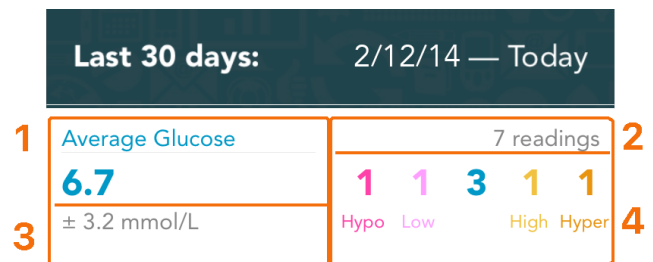 Last 30 days: 2/12/14 — Today
1 Average Glucose 7 readings 2
6.7 1 1 3 1 1
3 ± 3.2 mmol/L Hypo Low High Hyper 4